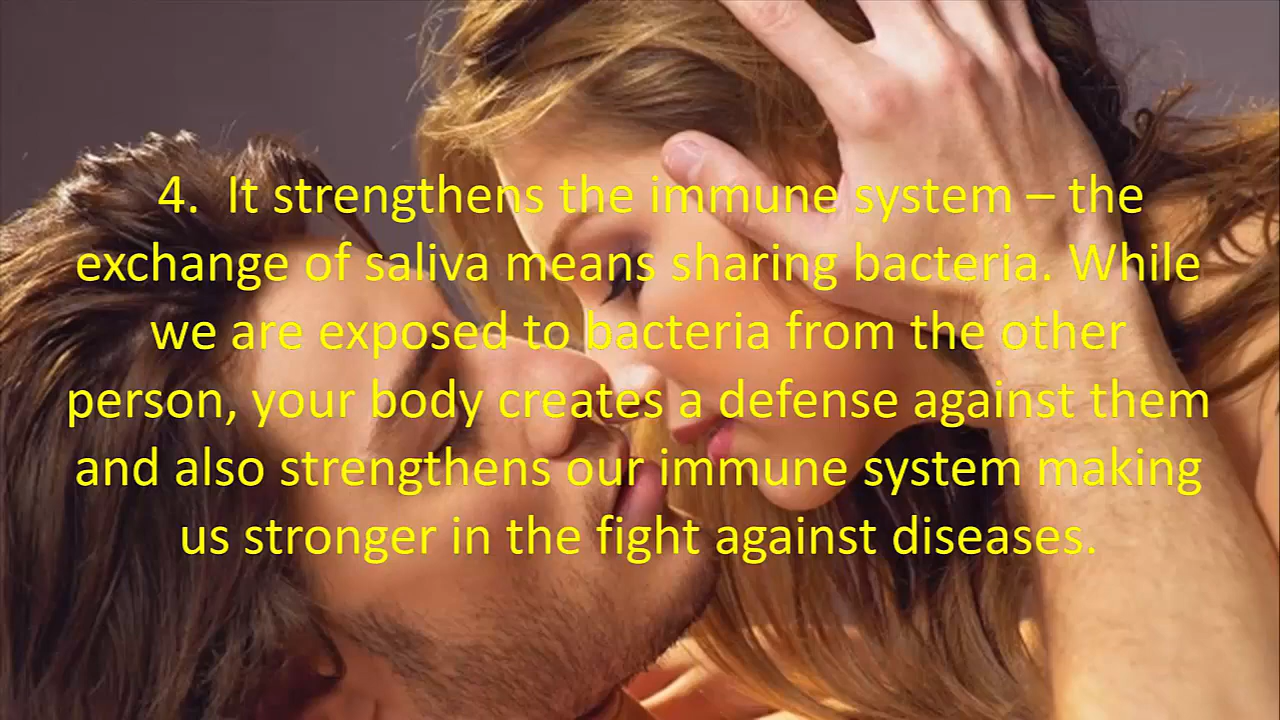 4.  It strengthens the immune system – the
exchange of saliva means sharing bacteria. While
we are exposed to bacteria from the other
person, your body creates a defense against them
and also strengthens our immune system making
us stronger in the fight against diseases.